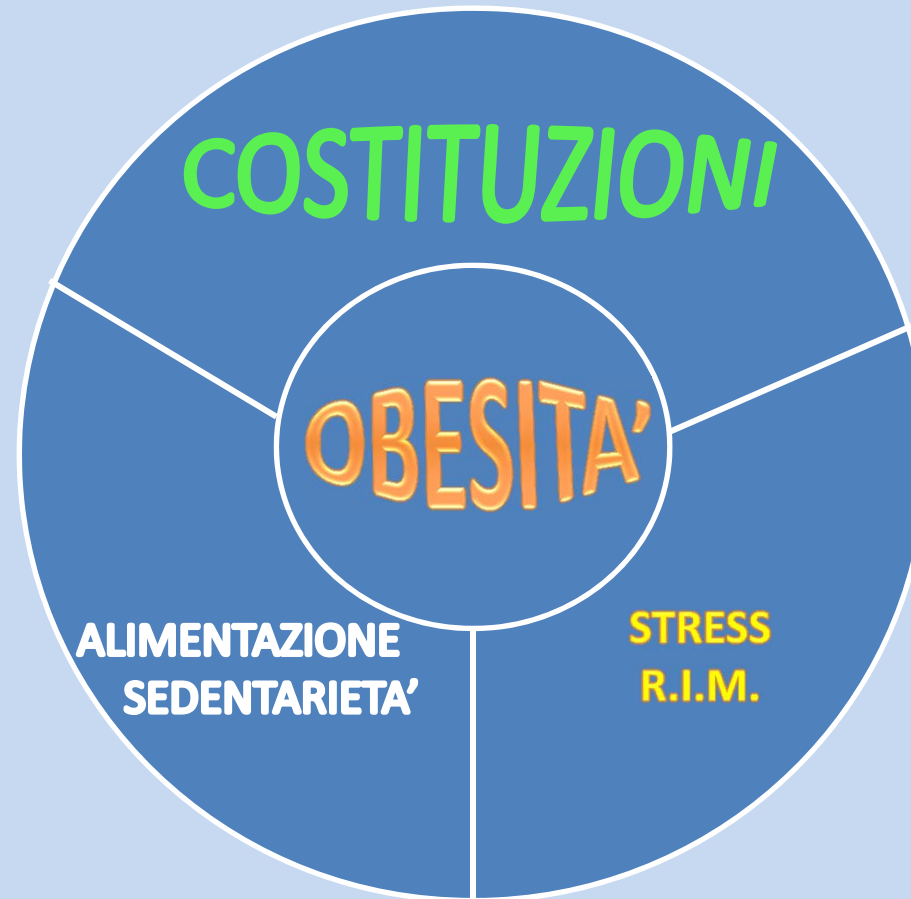 COSTITUZIONI
OBESITA'
ALIMENTAZIONE
SEDENTARIETA'
STRESS
R.I.M.